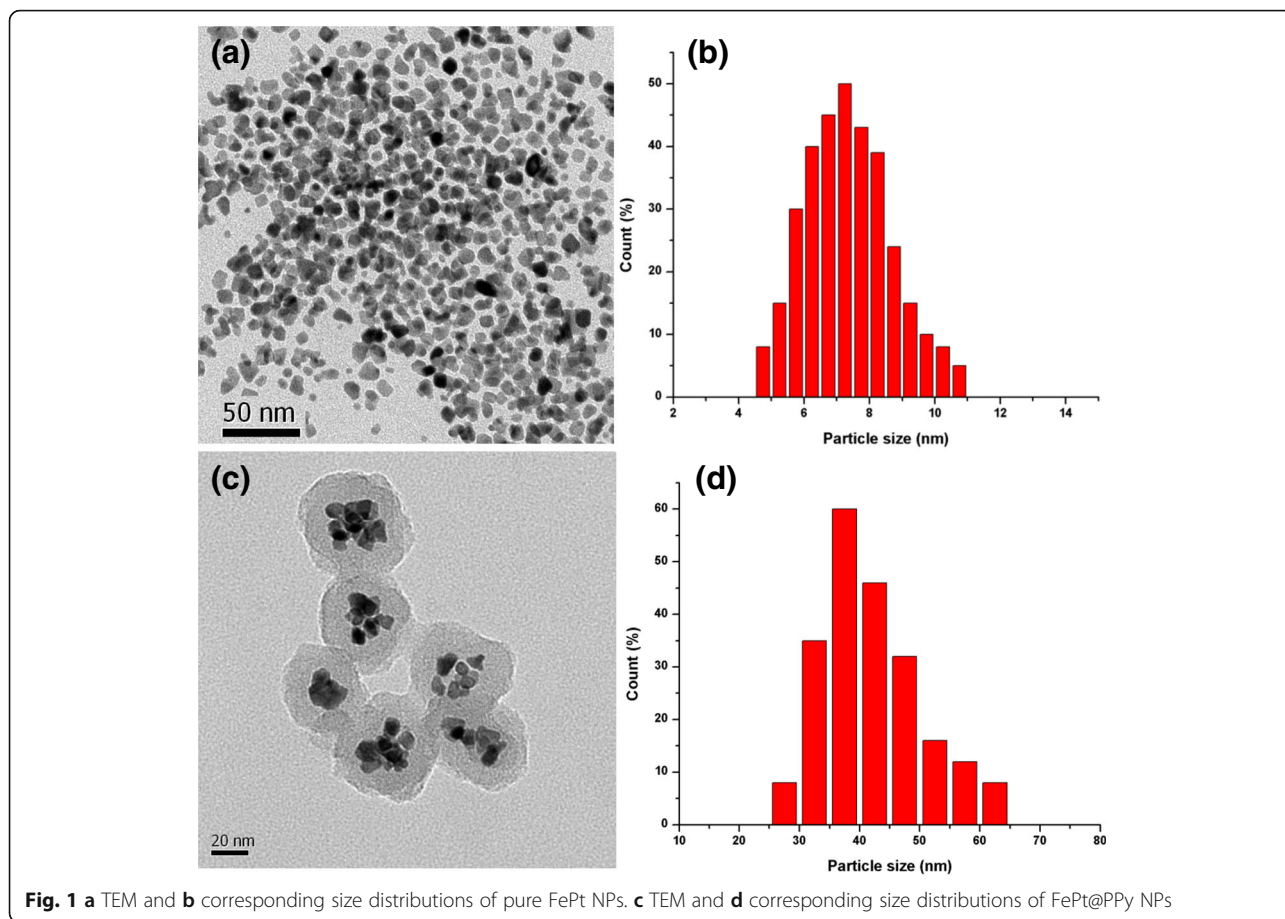 (a)
50 nm
(b)
50
40
30
20
10
0
Count (%)
2 4 6 8 10 12 14
Particle size (nm)
(c)
20 nm
(d)
60
50
40
30
20
10
0
Count (%)
10 20 30 40 50 60 70 80
Particle size (nm)
Fig. 1 a TEM and b corresponding size distributions of pure FePt NPs. c TEM and d corresponding size distributions of FePt@PPy NPs